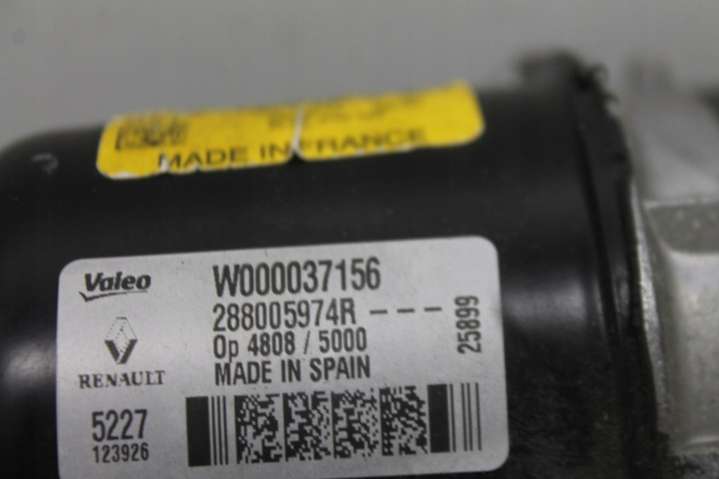 MADE IN FRANCE
Valeo
W000037156
288005974R ---
Op 4808 / 5000
MADE IN SPAIN
25899
RENAULT
5227
123926